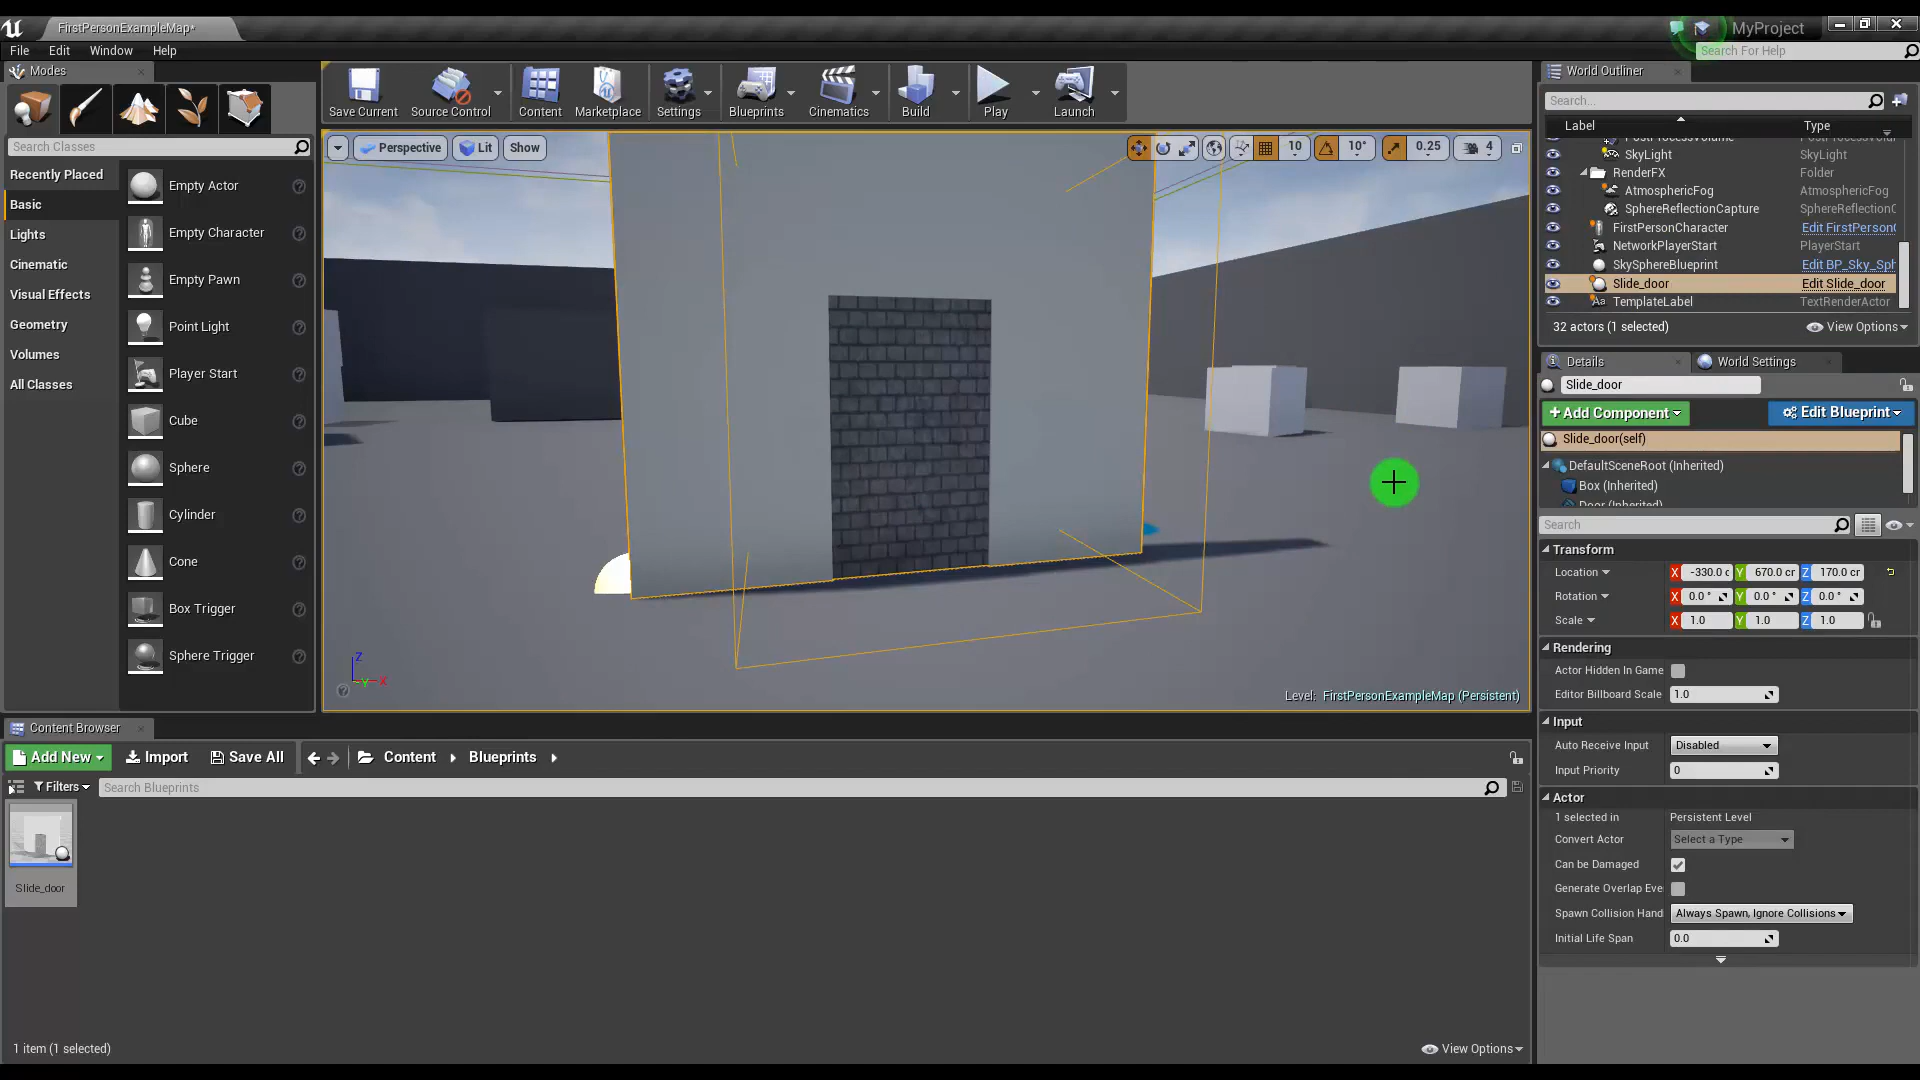 FirstPersonExampleMap*
MyProject
File Edit Window Help
Search For Help
Modes
Search Classes
Recently Placed
Basic
Lights
Cinematic
Visual Effects
Geometry
Volumes
All Classes
Empty Actor
Empty Character
Empty Pawn
Point Light
Player Start
Cube
Sphere
Cylinder
Cone
Box Trigger
Sphere Trigger
Save Current Source Control Content Marketplace Settings Blueprints Cinematics Build Play Launch
Perspective Lit Show
10 10° 0.25 4
Z
Y X
Level: FirstPersonExampleMap (Persistent)
World Outliner
Search...
Label Type
PostProcessVolume
SkyLight SkyLight
RenderFX Folder
AtmosphericFog AtmosphericFog
SphereReflectionCapture SphereReflectionC
FirstPersonCharacter Edit FirstPersonC
NetworkPlayerStart PlayerStart
SkySphereBlueprint Edit BP_Sky_Sph
Slide_door Edit Slide_door
TemplateLabel TextRenderActor
32 actors (1 selected) View Options
Details World Settings
Slide_door
+Add Component Edit Blueprint
Slide_door(self)
DefaultSceneRoot (Inherited)
Box (Inherited)
Door (Inherited)
Search
Transform
Location X -330.0 c Y 670.0 cr Z 170.0 cr
Rotation X 0.0 ° Y 0.0 ° Z 0.0 °
Scale X 1.0 Y 1.0 Z 1.0
Rendering
Actor Hidden In Game
Editor Billboard Scale 1.0
Input
Auto Receive Input Disabled
Input Priority 0
Actor
1 selected in Persistent Level
Convert Actor Select a Type
Can be Damaged
Generate Overlap Eve
Spawn Collision Hand Always Spawn, Ignore Collisions
Initial Life Span 0.0
Content Browser
Add New Import Save All Content Blueprints
Filters Search Blueprints
Slide_door
1 item (1 selected) View Options